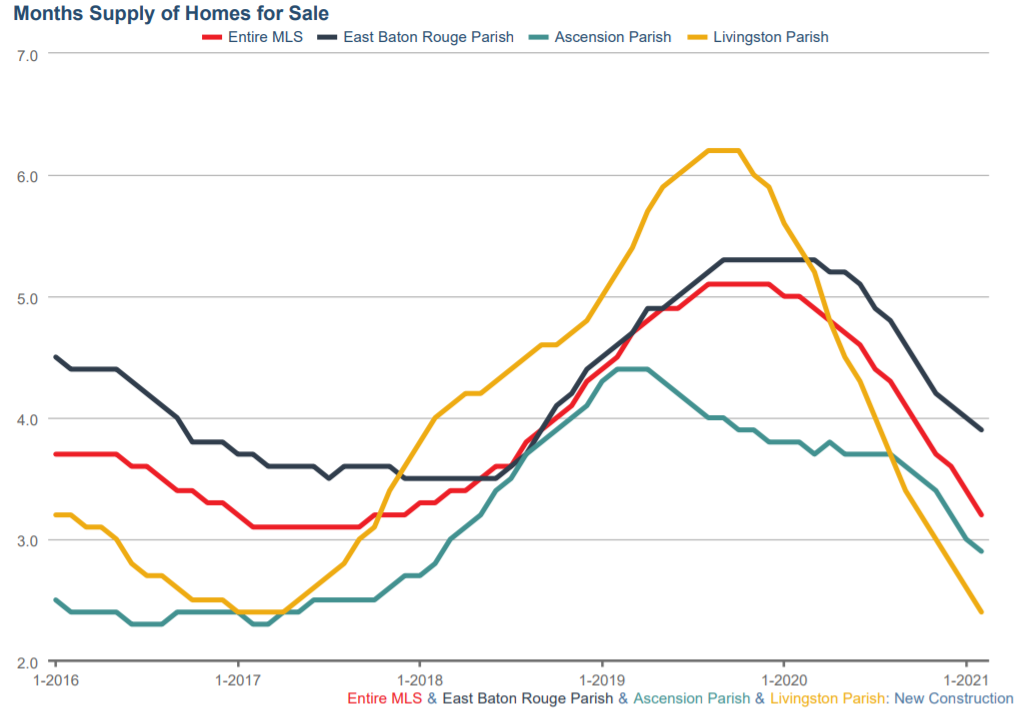 Months Supply of Homes for Sale
Entire MLS East Baton Rouge Parish Ascension Parish Livingston Parish
7.0
6.0
5.0
4.0
3.0
2.0
1-2016 1-2017 1-2018 1-2019 1-2020 1-2021
Entire MLS & East Baton Rouge Parish & Ascension Parish & Livingston Parish: New Construction